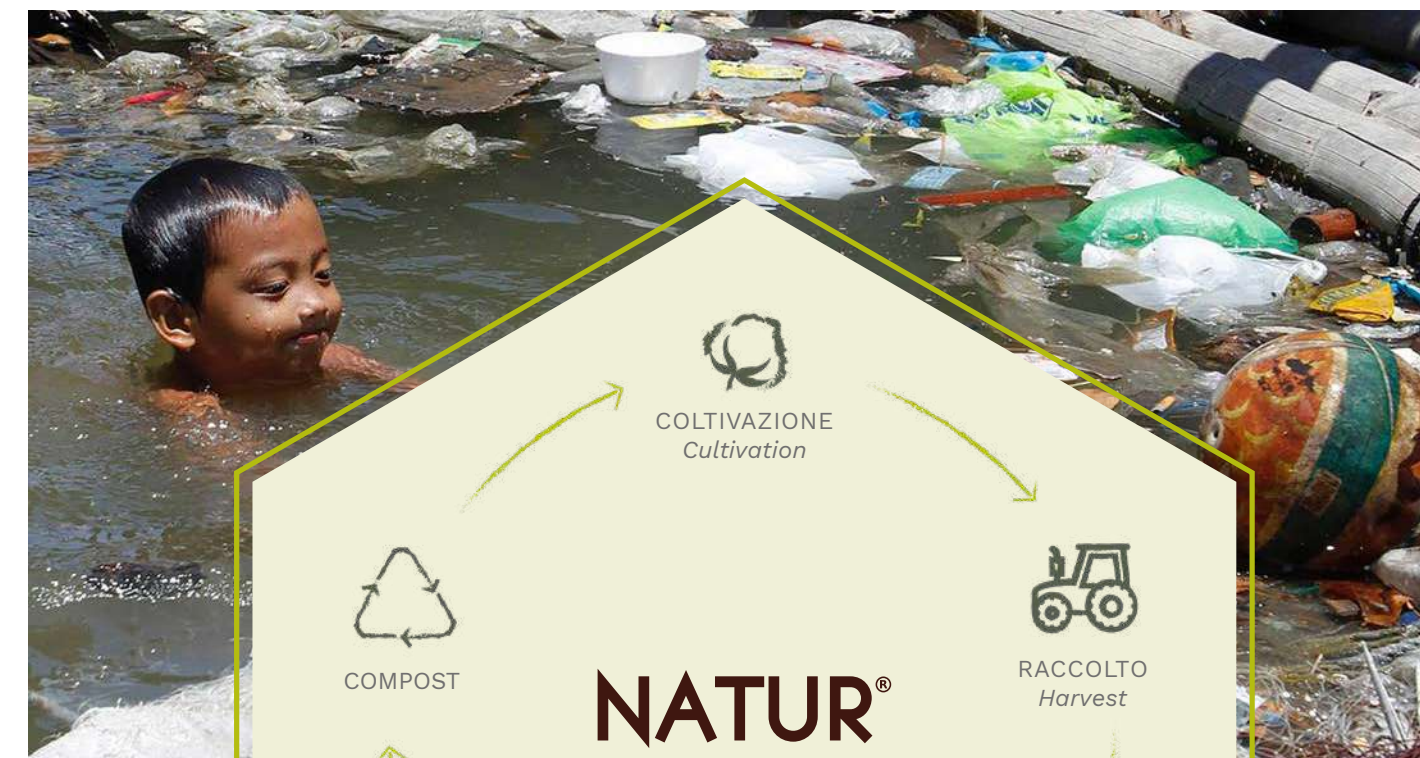 COLTIVAZIONE
Cultivation
COMPOST
RACCOLTO
Harvest
NATUR®